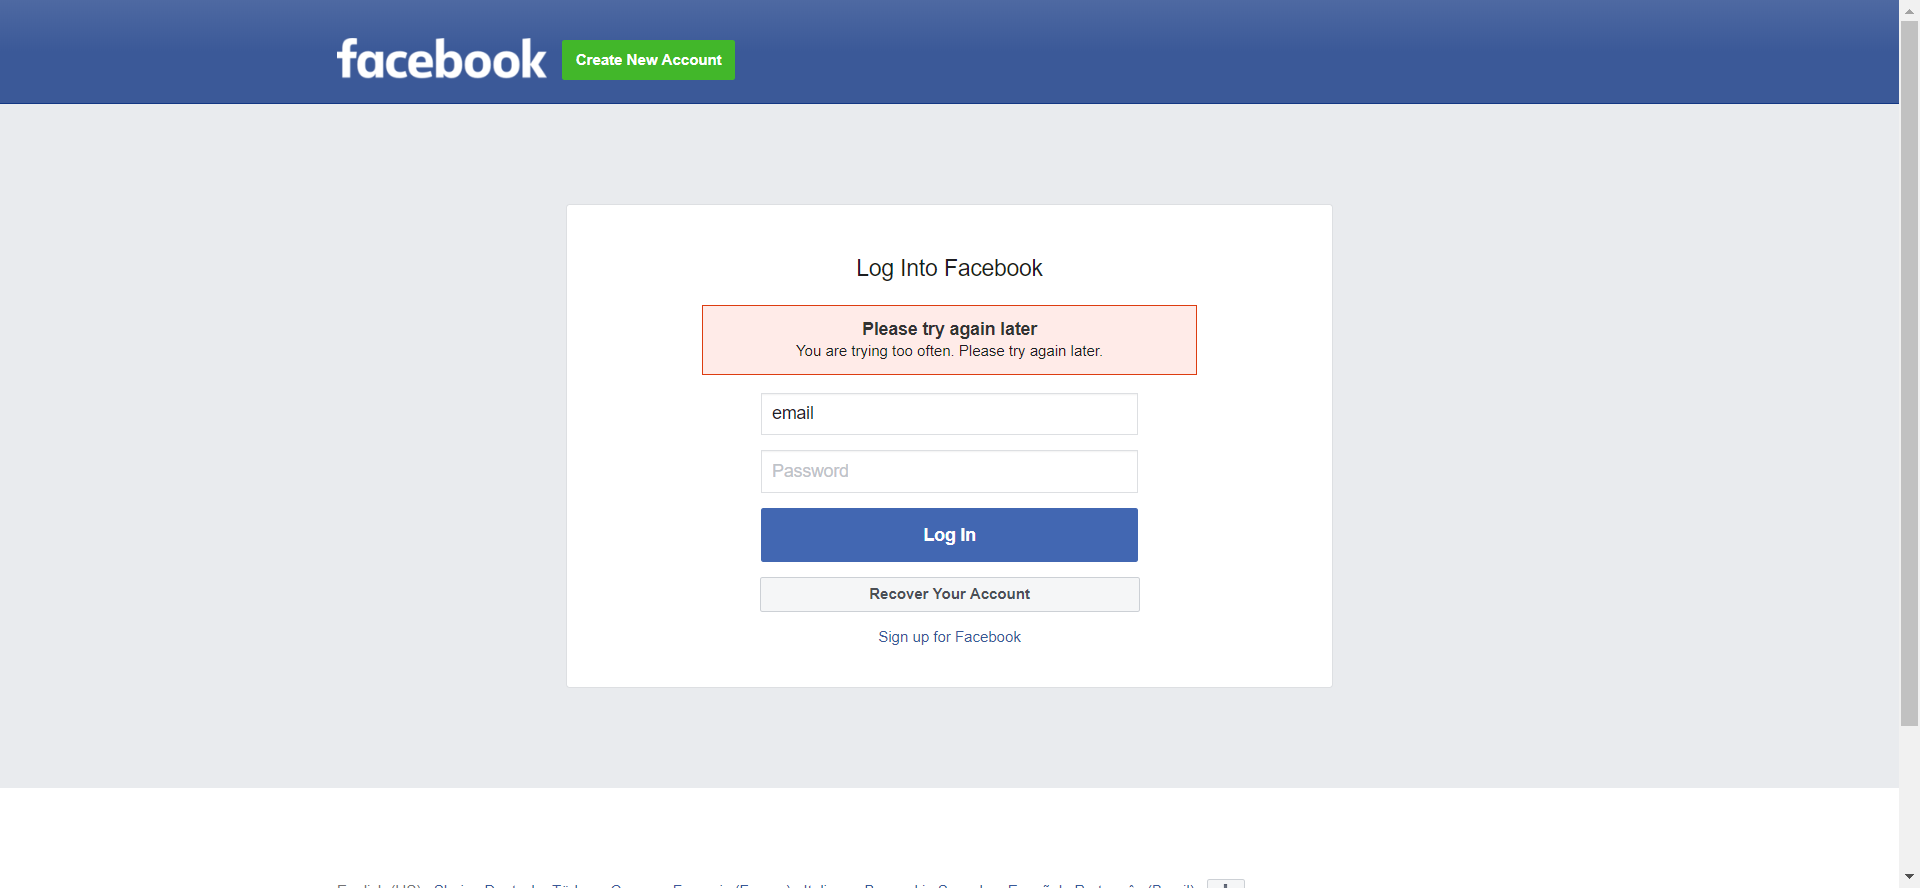 facebook
Create New Account
Log Into Facebook
Please try again later
You are trying too often. Please try again later.
email
Password
Log In
Recover Your Account
Sign up for Facebook